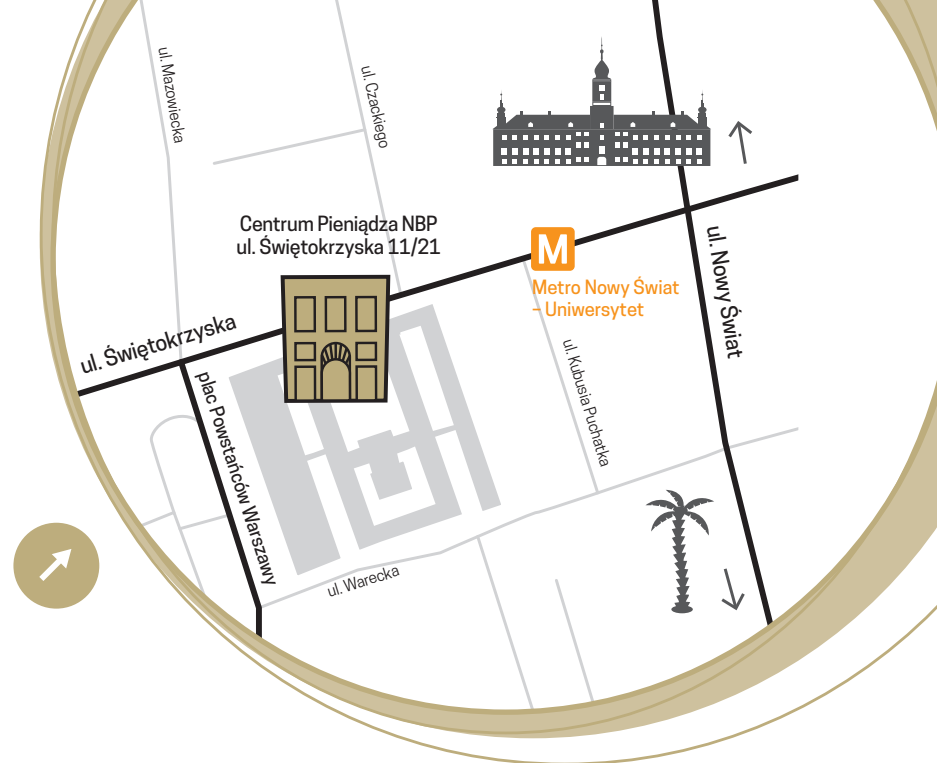 ul. Mazowiecka
ul. Czackiego
Centrum Pieniądza NBP
ul. Świętokrzyska 11/21
M
Metro Nowy Świat
– Uniwersytet
ul. Nowy Świat
ul. Świętokrzyska
plac Powstańców Warszawy
ul. Kubusia Puchatka
ul. Warecka